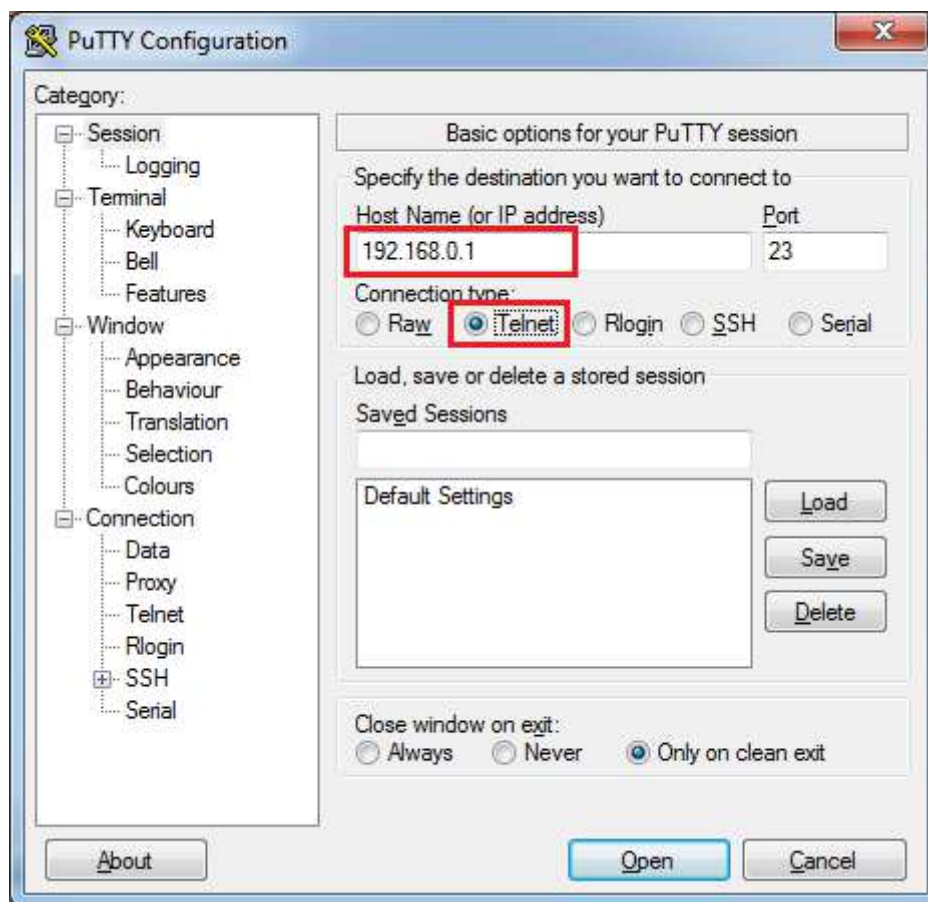 PuTTY Configuration
Category:
Session
Logging
Terminal
Keyboard
Bell
Features
Window
Appearance
Behaviour
Translation
Selection
Colours
Connection
Data
Proxy
Telnet
Rlogin
SSH
Serial
Basic options for your PuTTY session
Specify the destination you want to connect to
Host Name (or IP address) Port
192.168.0.1 23
Connection type:
Raw Telnet Rlogin SSH Serial
Load, save or delete a stored session
Saved Sessions
Default Settings
Load
Save
Delete
Close window on exit:
Always Never Only on clean exit
About Open Cancel